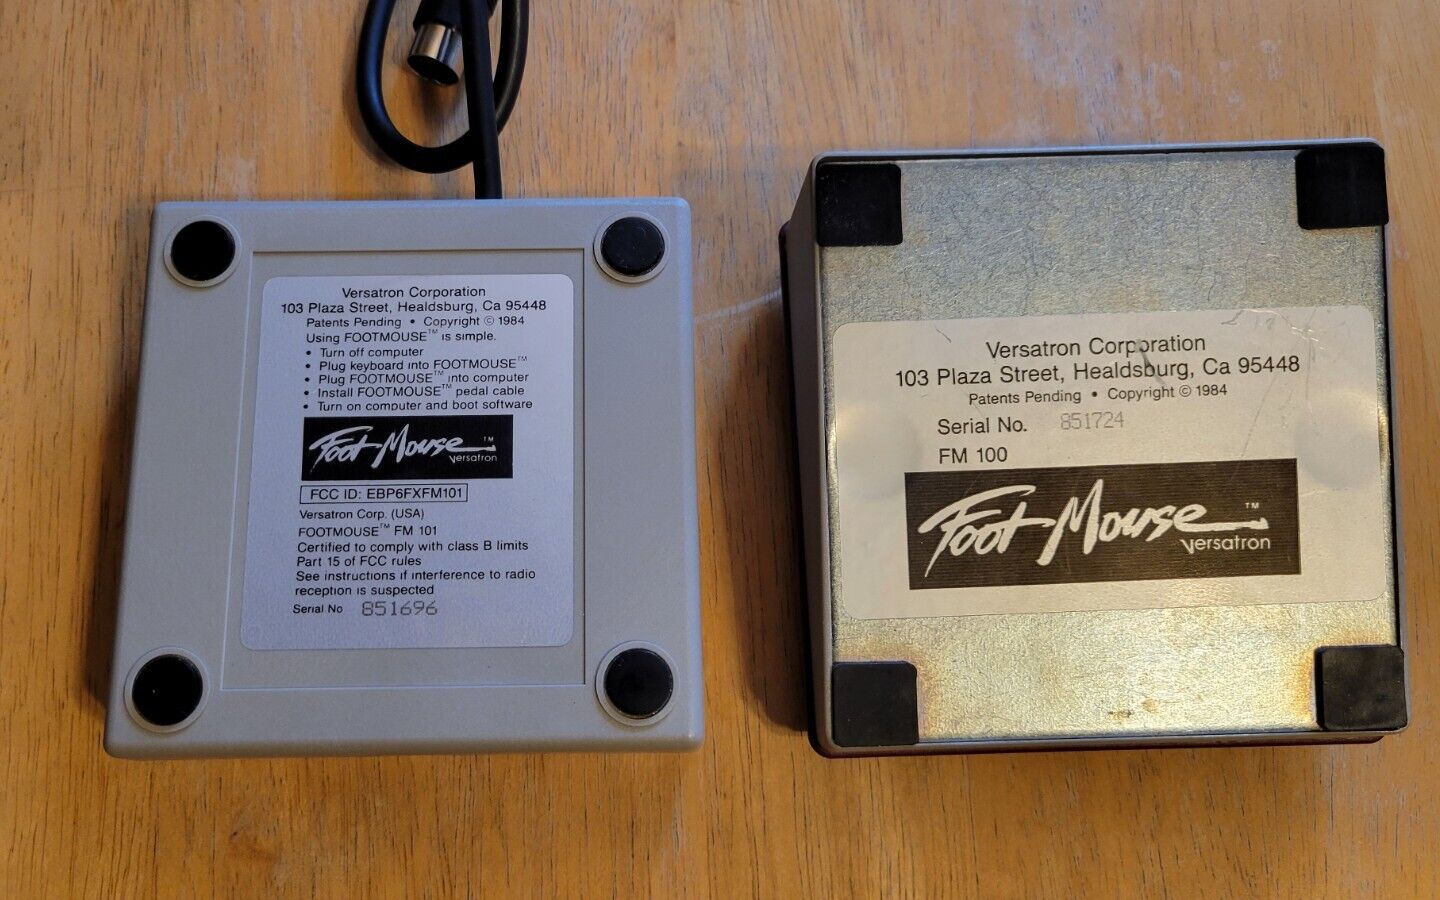 Versatron Corporation
103 Plaza Street, Healdsburg, Ca 95448
Patents Pending • Copyright © 1984
Using FOOTMOUSE™ is simple.
• Turn off computer
• Plug keyboard into FOOTMOUSE™
• Plug FOOTMOUSE™ into computer
• Install FOOTMOUSE™ pedal cable
• Turn on computer and boot software
Foot Mouse™
Versatron
FCC ID: EBP6FXFM101
Versatron Corp. (USA)
FOOTMOUSE™ FM 101
Certified to comply with class B limits
Part 15 of FCC rules
See instructions if interference to radio
reception is suspected
Serial No 851696
Versatron Corporation
103 Plaza Street, Healdsburg, Ca 95448
Patents Pending • Copyright © 1984
Serial No. 851724
FM 100
Foot Mouse™
Versatron